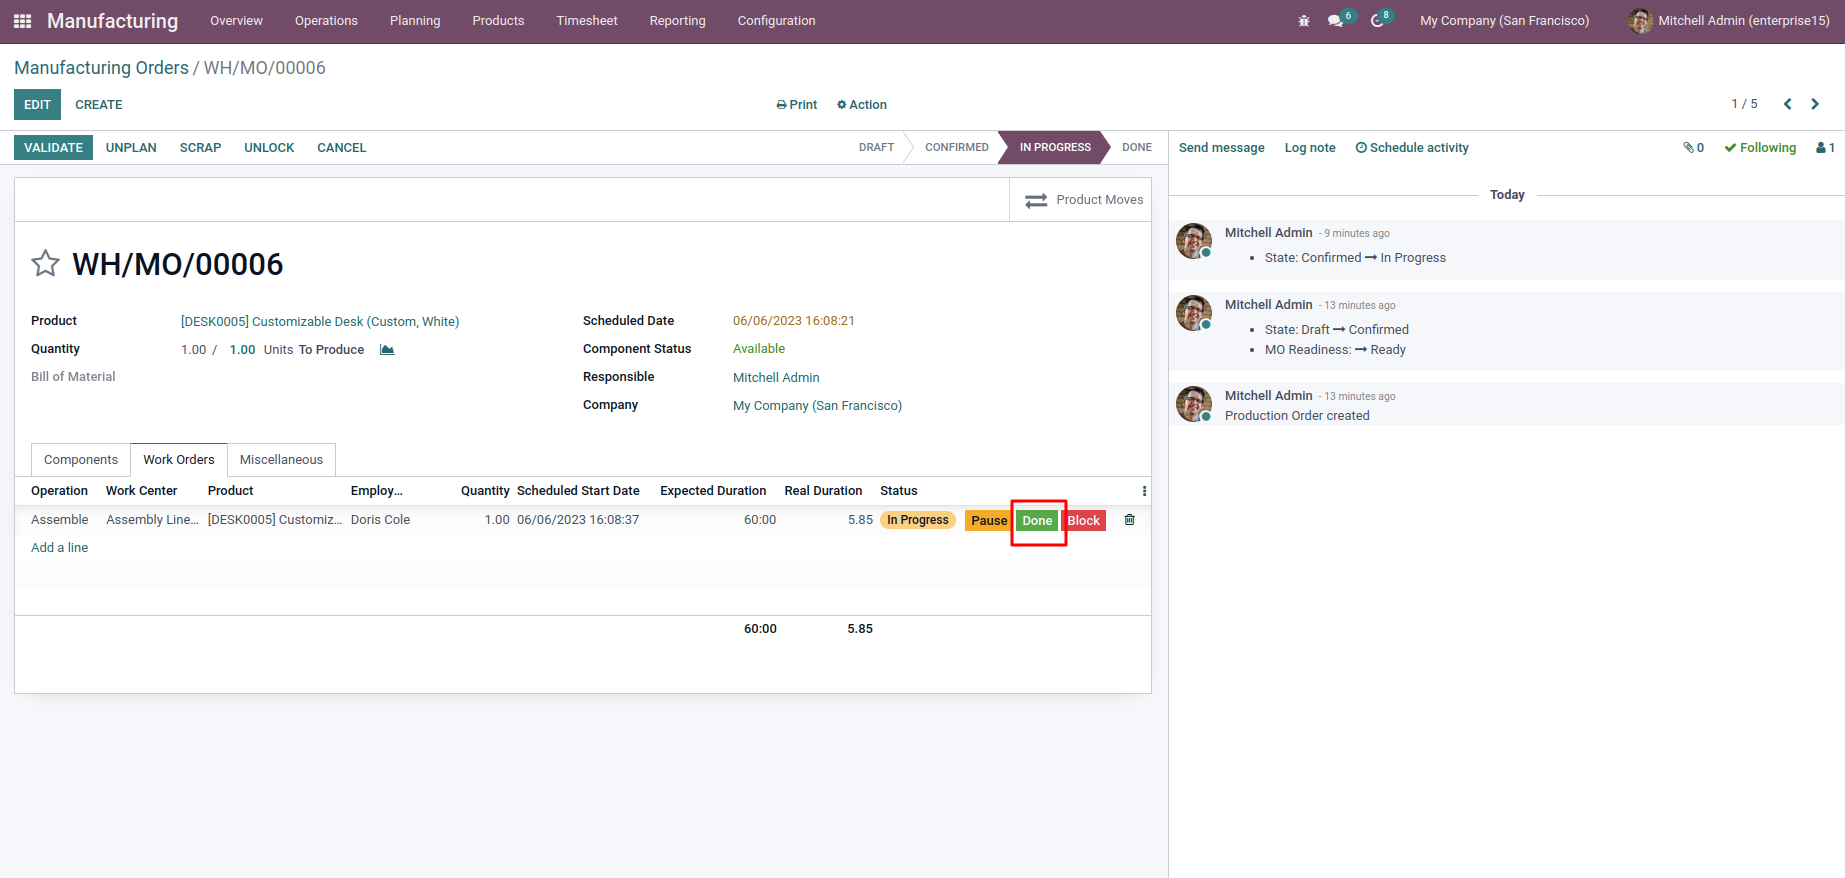 Manufacturing Overview Operations Planning Products Timesheet Reporting Configuration 6 8 My Company (San Francisco) Mitchell Admin (enterprise15)
Manufacturing Orders / WH/MO/00006
EDIT CREATE Print Action 1 / 5
VALIDATE UNPLAN SCRAP UNLOCK CANCEL DRAFT CONFIRMED IN PROGRESS DONE
Product Moves
WH/MO/00006
Product [DESK0005] Customizable Desk (Custom, White)
Quantity 1.00 / 1.00 Units To Produce
Bill of Material
Scheduled Date 06/06/2023 16:08:21
Component Status Available
Responsible Mitchell Admin
Company My Company (San Francisco)
Components Work Orders Miscellaneous
Operation Work Center Product Employ... Quantity Scheduled Start Date Expected Duration Real Duration Status
Assemble Assembly Line... [DESK0005] Customiz... Doris Cole 1.00 06/06/2023 16:08:37 60:00 5.85 In Progress Pause Done Block
Add a line
60:00 5.85
Send message Log note Schedule activity 0 Following 1
Today
Mitchell Admin - 9 minutes ago
• State: Confirmed → In Progress
Mitchell Admin - 13 minutes ago
• State: Draft → Confirmed
• MO Readiness: → Ready
Mitchell Admin - 13 minutes ago
Production Order created